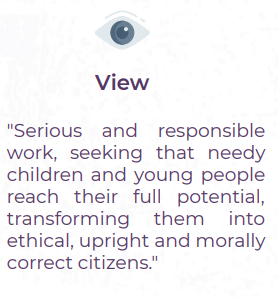 View
"Serious and responsible
work, seeking that needy
children and young people
reach their full potential,
transforming them into
ethical, upright and morally
correct citizens."